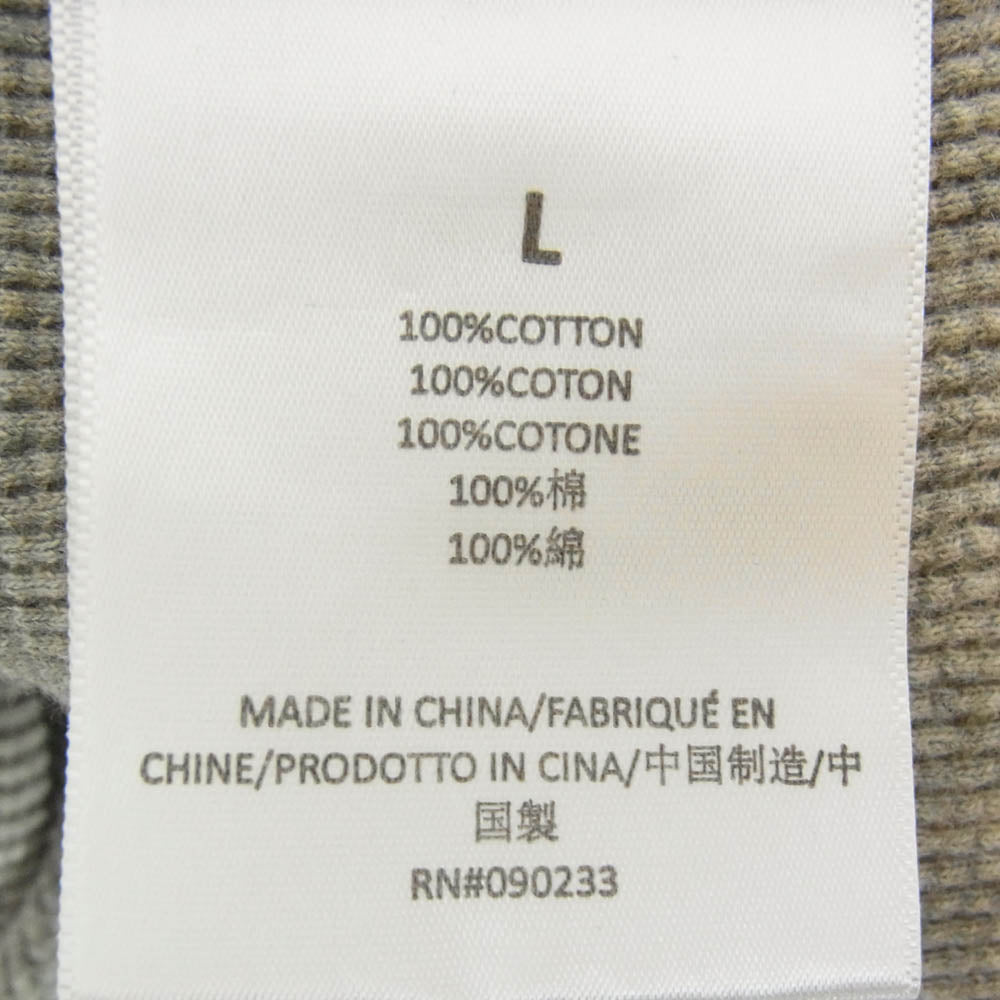 L
100%COTTON
100%COTON
100%COTONE
100%棉
100%綿
MADE IN CHINA/FABRIQUÉ EN
CHINE/PRODOTTO IN CINA/中国制造/中
国製
RN#090233